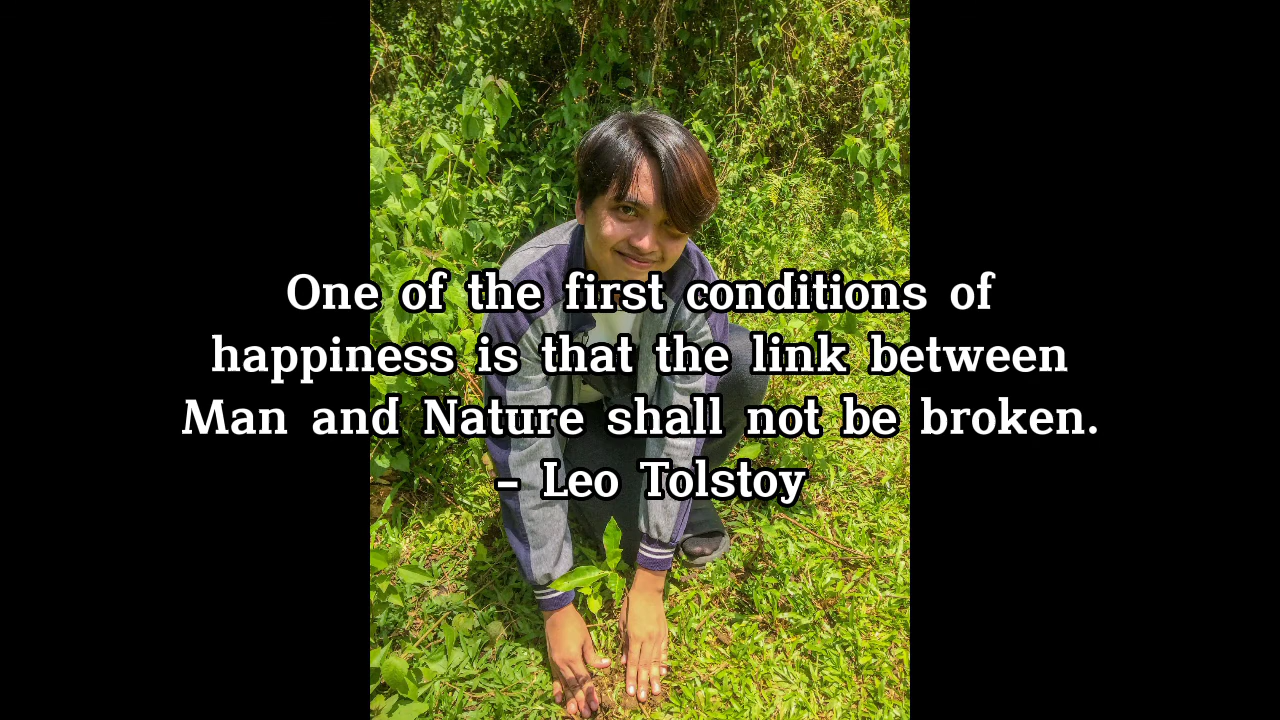 One of the first conditions of
happiness is that the link between
Man and Nature shall not be broken.
– Leo Tolstoy